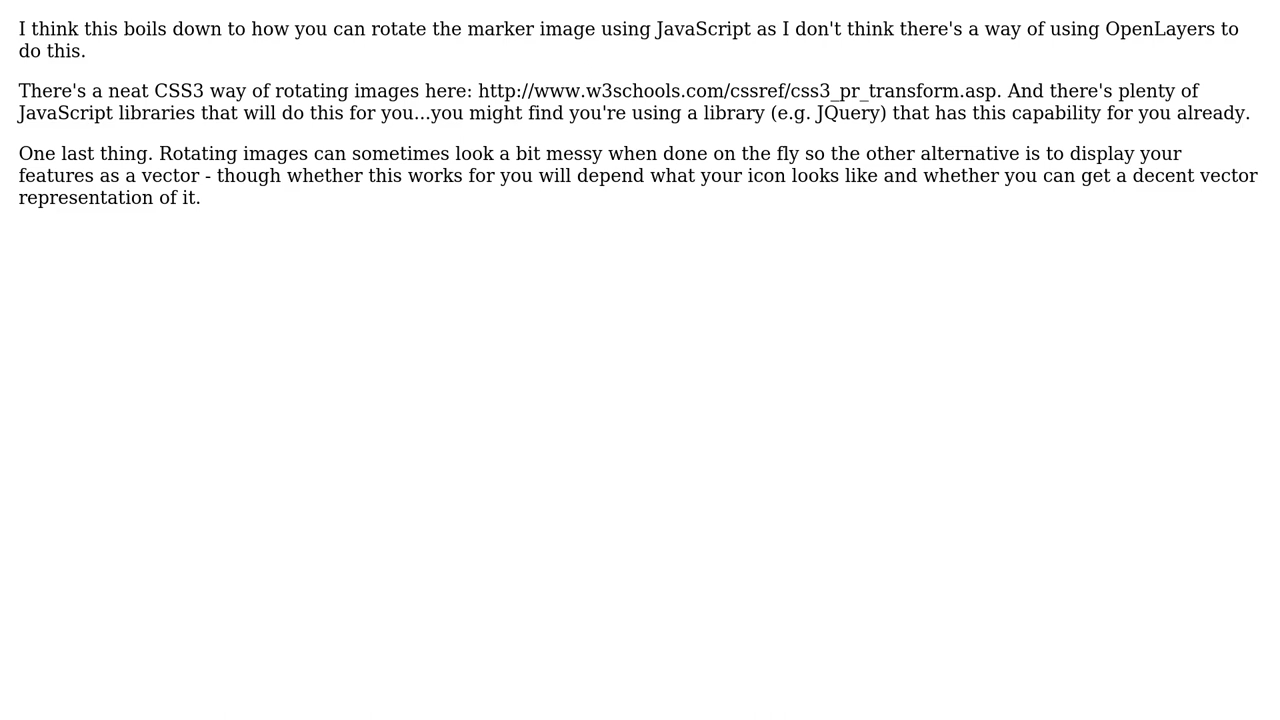 I think this boils down to how you can rotate the marker image using JavaScript as I don't think there's a way of using OpenLayers to
do this.
There's a neat CSS3 way of rotating images here: http://www.w3schools.com/cssref/css3_pr_transform.asp. And there's plenty of
JavaScript libraries that will do this for you...you might find you're using a library (e.g. JQuery) that has this capability for you already.
One last thing. Rotating images can sometimes look a bit messy when done on the fly so the other alternative is to display your
features as a vector - though whether this works for you will depend what your icon looks like and whether you can get a decent vector
representation of it.